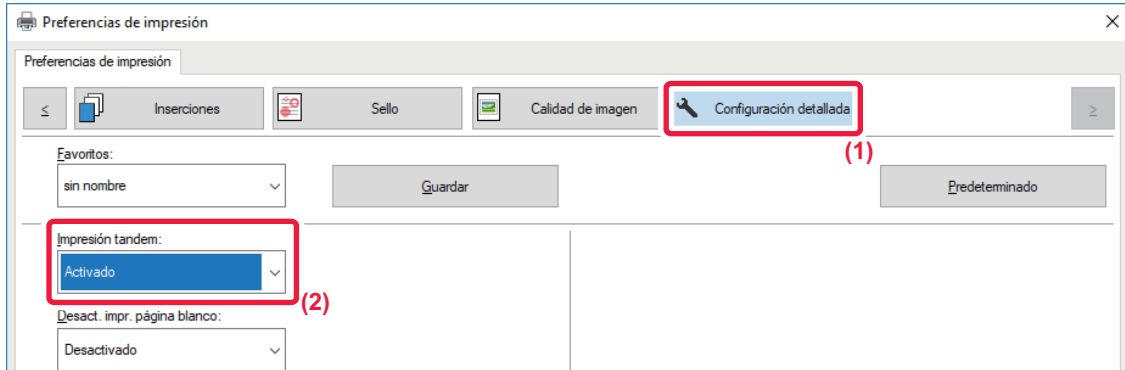 Preferencias de impresión
Preferencias de impresión
< Inserciones Sello Calidad de imagen Configuración detallada >
(1)
Favoritos:
sin nombre Guardar Predeterminado
Impresión tandem:
Activado
(2)
Desact. impr. página blanco:
Desactivado